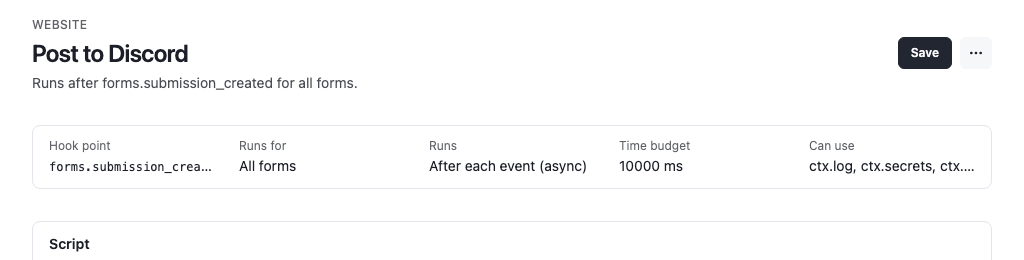 WEBSITE
Post to Discord
Save
...
Runs after forms.submission_created for all forms.
Hook point
forms.submission_crea...
Runs for
All forms
Runs
After each event (async)
Time budget
10000 ms
Can use
ctx.log, ctx.secrets, ctx....
Script